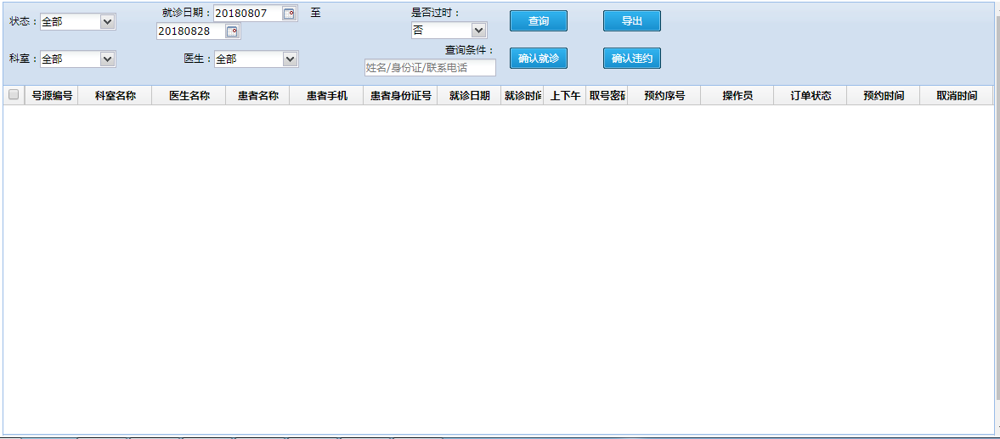 状态：全部 就诊日期：20180807 至 是否过时： 查询 导出
20180828 否
科室：全部 医生：全部 查询条件： 确认就诊 确认违约
姓名/身份证/联系电话
号源编号 科室名称 医生名称 患者名称 患者手机 患者身份证号 就诊日期 就诊时间 上下午 取号密码 预约序号 操作员 订单状态 预约时间 取消时间